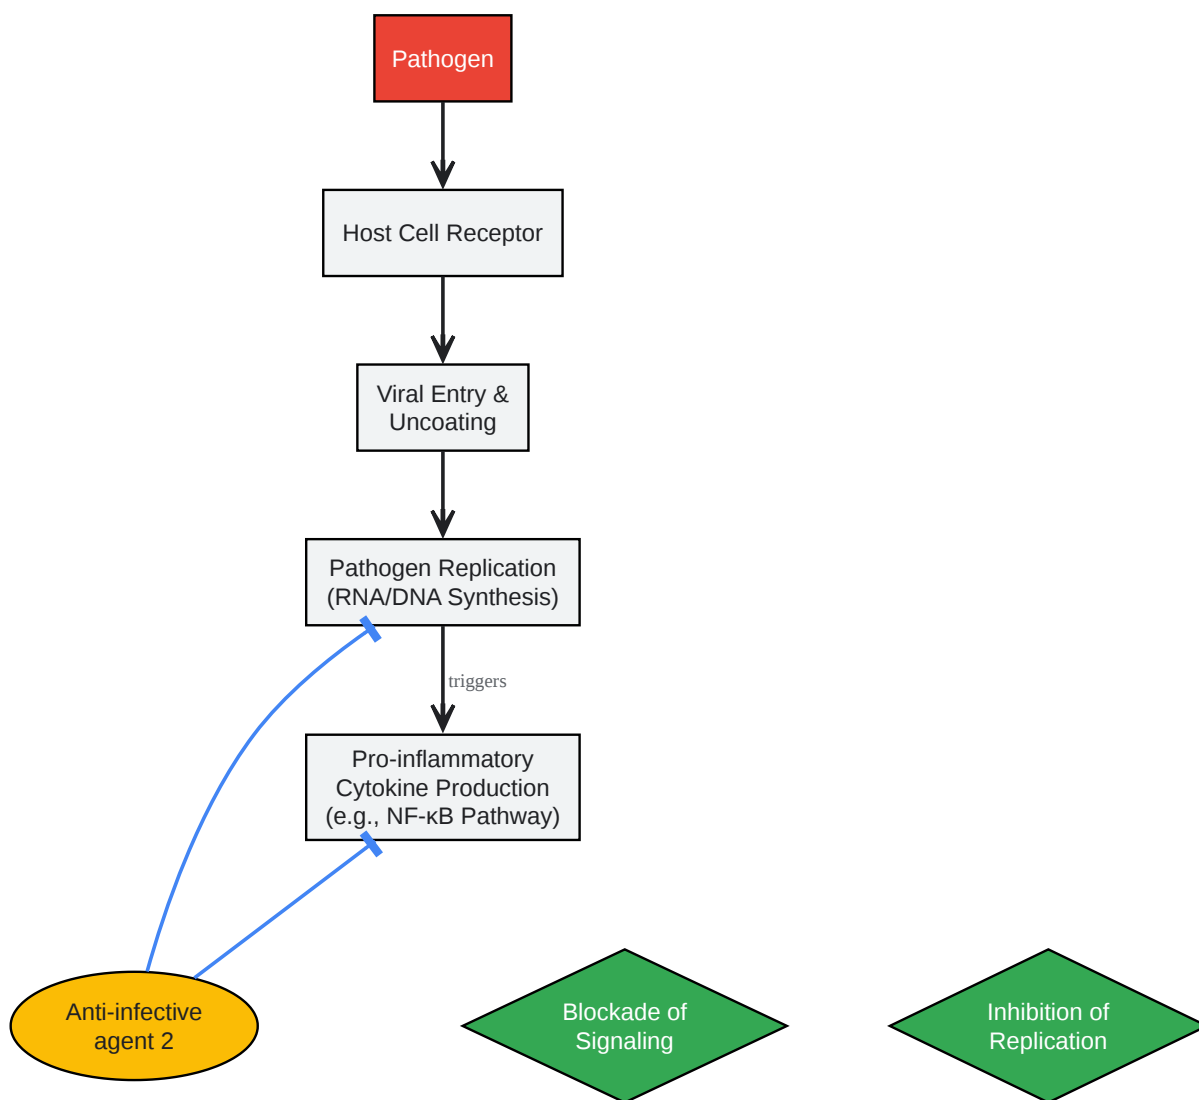 Pathogen
Host Cell Receptor
Viral Entry &
Uncoating
Pathogen Replication
(RNA/DNA Synthesis)
triggers
Pro-inflammatory
Cytokine Production
(e.g., NF-κB Pathway)
Anti-infective
agent 2
Blockade of
Signaling
Inhibition of
Replication